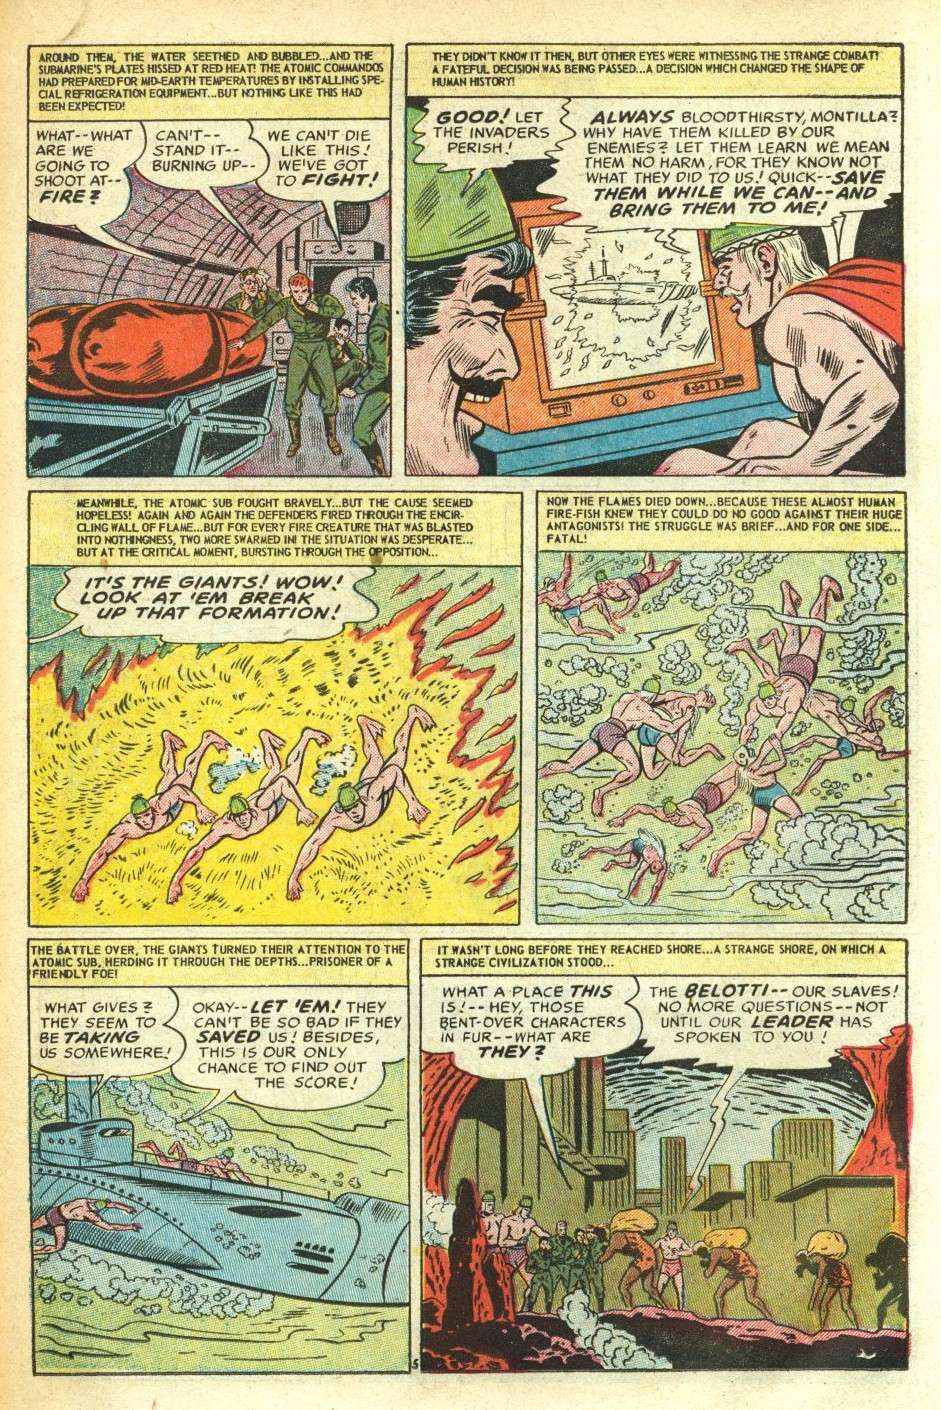 AROUND THEM, THE WATER SEETHED AND BUBBLED...AND THE
SUBMARINE'S PLATES HISSED AT RED HEAT! THE ATOMIC COMMANDOS
HAD PREPARED FOR MID-EARTH TEMPERATURES BY INSTALLING SPE-
CIAL REFRIGERATION EQUIPMENT...BUT NOTHING LIKE THIS HAD
BEEN EXPECTED!
WHAT--WHAT
ARE WE
GOING TO
SHOOT AT--
FIRE?
CAN'T--
STAND IT--
BURNING UP--
WE CAN'T DIE
LIKE THIS!
WE'VE GOT
TO FIGHT!
THEY DIDN'T KNOW IT THEN, BUT OTHER EYES WERE WITNESSING THE STRANGE COMBAT!
A FATEFUL DECISION WAS BEING PASSED...A DECISION WHICH CHANGED THE SHAPE OF
HUMAN HISTORY!
GOOD! LET
THE INVADERS
PERISH!
ALWAYS BLOODTHIRSTY, MONTILLA?
WHY HAVE THEM KILLED BY OUR
ENEMIES? LET THEM LEARN WE MEAN
THEM NO HARM, FOR THEY KNOW NOT
WHAT THEY DID TO US! QUICK--SAVE
THEM WHILE WE CAN--AND
BRING THEM TO ME!
MEANWHILE, THE ATOMIC SUB FOUGHT BRAVELY...BUT THE CAUSE SEEMED
HOPELESS! AGAIN AND AGAIN THE DEFENDERS FIRED THROUGH THE ENCIR-
CLING WALL OF FLAME...BUT FOR EVERY FIRE CREATURE THAT WAS BLASTED
INTO NOTHINGNESS, TWO MORE SWARMED IN! THE SITUATION WAS DESPERATE...
BUT AT THE CRITICAL MOMENT, BURSTING THROUGH THE OPPOSITION...
IT'S THE GIANTS! WOW!
LOOK AT 'EM BREAK
UP THAT FORMATION!
NOW THE FLAMES DIED DOWN...BECAUSE THESE ALMOST HUMAN
FIRE-FISH KNEW THEY COULD DO NO GOOD AGAINST THEIR HUGE
ANTAGONISTS! THE STRUGGLE WAS BRIEF...AND FOR ONE SIDE...
FATAL!
THE BATTLE OVER, THE GIANTS TURNED THEIR ATTENTION TO THE
ATOMIC SUB, HERDING IT THROUGH THE DEPTHS...PRISONER OF A
FRIENDLY FOE!
WHAT GIVES?
THEY SEEM TO
BE TAKING
US SOMEWHERE!
OKAY--LET 'EM! THEY
CAN'T BE SO BAD IF THEY
SAVED US! BESIDES,
THIS IS OUR ONLY
CHANCE TO FIND OUT
THE SCORE!
5
IT WASN'T LONG BEFORE THEY REACHED SHORE...A STRANGE SHORE, ON WHICH A
STRANGE CIVILIZATION STOOD...
WHAT A PLACE THIS
IS!--HEY, THOSE
BENT-OVER CHARACTERS
IN FUR--WHAT ARE
THEY?
THE BELOTTI--OUR SLAVES!
NO MORE QUESTIONS--NOT
UNTIL OUR LEADER HAS
SPOKEN TO YOU!